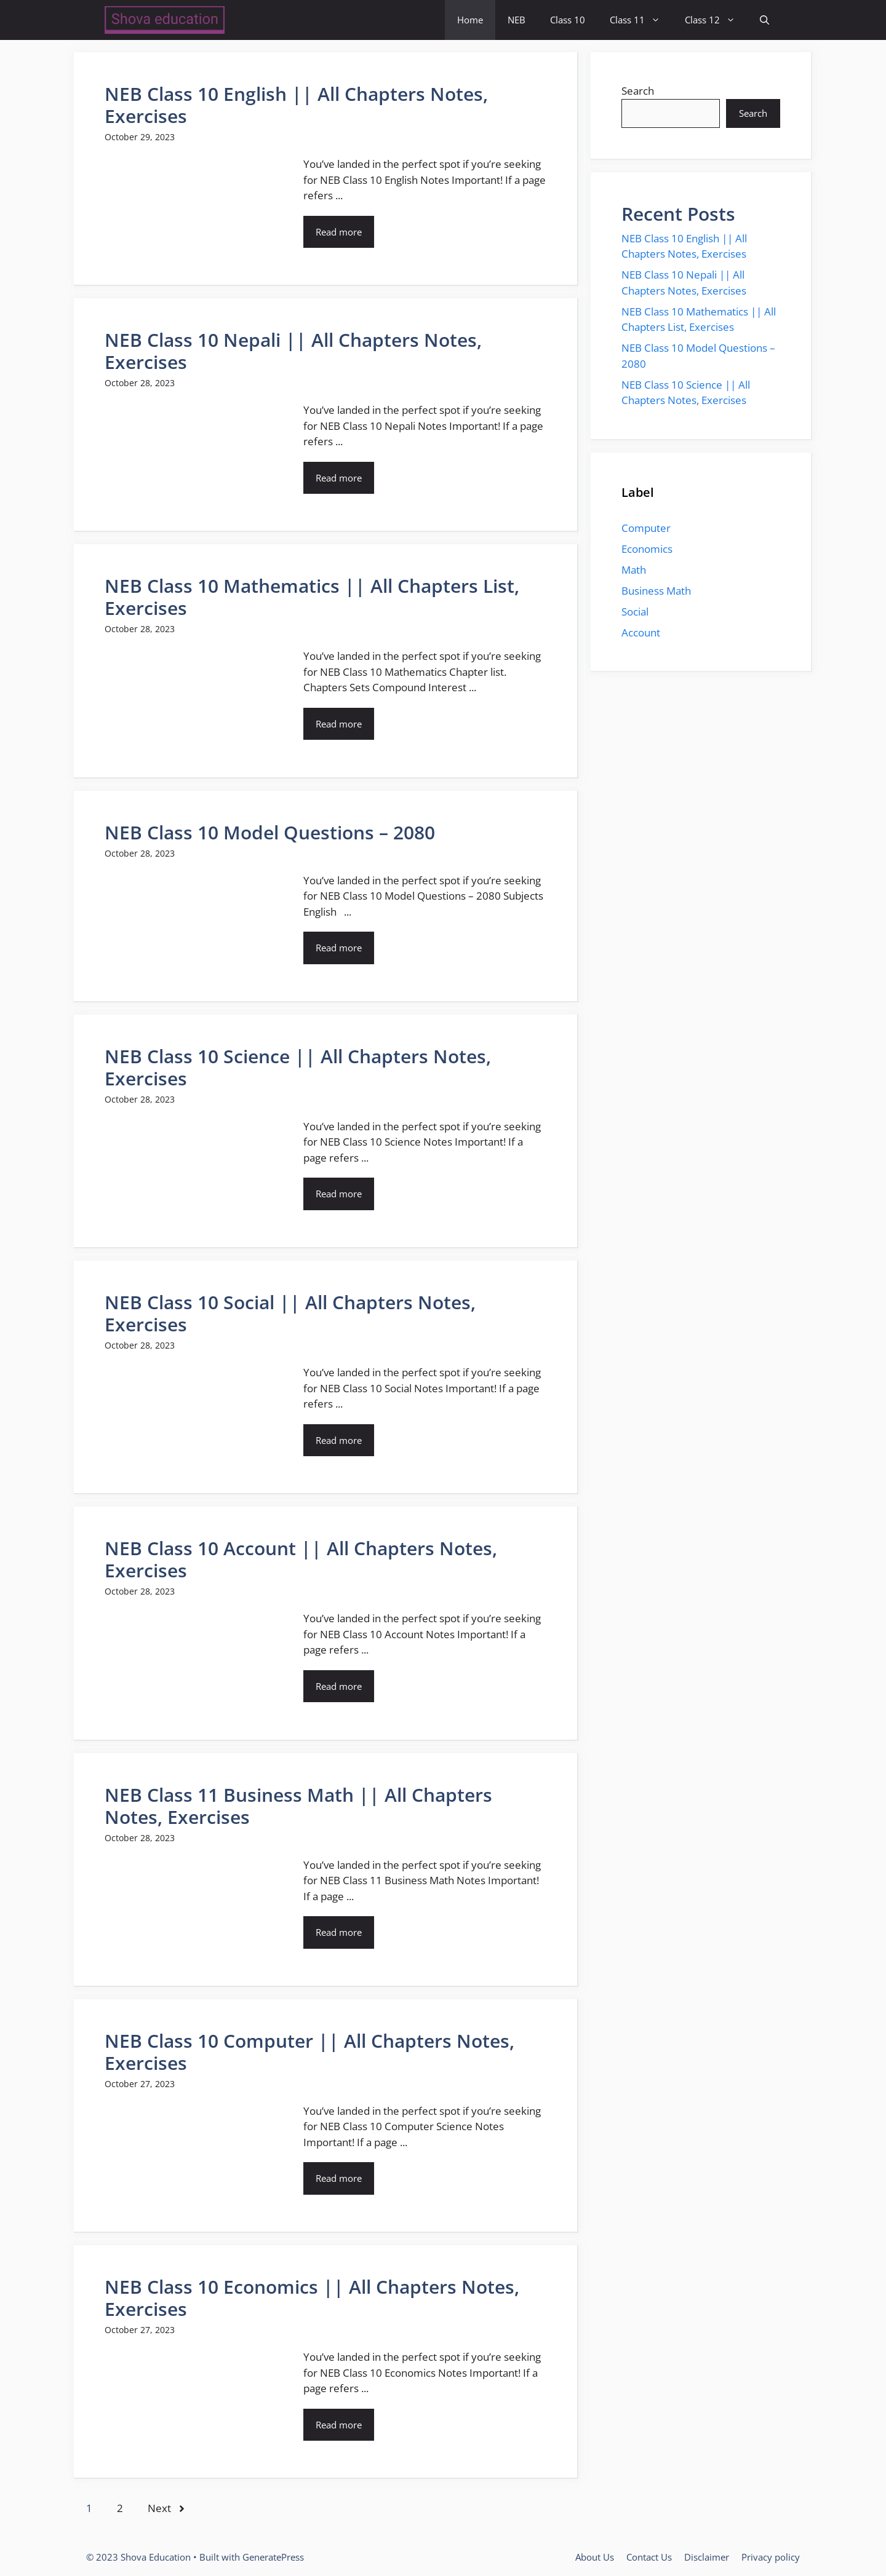 Shova education
Home
NEB
Class 10
Class 11
Class 12
NEB Class 10 English || All Chapters Notes,
Exercises
October 29, 2023
You’ve landed in the perfect spot if you’re seeking
for NEB Class 10 English Notes Important! If a page
refers ...
Read more
NEB Class 10 Nepali || All Chapters Notes,
Exercises
October 28, 2023
You’ve landed in the perfect spot if you’re seeking
for NEB Class 10 Nepali Notes Important! If a page
refers ...
Read more
NEB Class 10 Mathematics || All Chapters List,
Exercises
October 28, 2023
You’ve landed in the perfect spot if you’re seeking
for NEB Class 10 Mathematics Chapter list.
Chapters Sets Compound Interest ...
Read more
NEB Class 10 Model Questions – 2080
October 28, 2023
You’ve landed in the perfect spot if you’re seeking
for NEB Class 10 Model Questions – 2080 Subjects
English ...
Read more
NEB Class 10 Science || All Chapters Notes,
Exercises
October 28, 2023
You’ve landed in the perfect spot if you’re seeking
for NEB Class 10 Science Notes Important! If a
page refers ...
Read more
NEB Class 10 Social || All Chapters Notes,
Exercises
October 28, 2023
You’ve landed in the perfect spot if you’re seeking
for NEB Class 10 Social Notes Important! If a page
refers ...
Read more
NEB Class 10 Account || All Chapters Notes,
Exercises
October 28, 2023
You’ve landed in the perfect spot if you’re seeking
for NEB Class 10 Account Notes Important! If a
page refers ...
Read more
NEB Class 11 Business Math || All Chapters
Notes, Exercises
October 28, 2023
You’ve landed in the perfect spot if you’re seeking
for NEB Class 11 Business Math Notes Important!
If a page ...
Read more
NEB Class 10 Computer || All Chapters Notes,
Exercises
October 27, 2023
You’ve landed in the perfect spot if you’re seeking
for NEB Class 10 Computer Science Notes
Important! If a page ...
Read more
NEB Class 10 Economics || All Chapters Notes,
Exercises
October 27, 2023
You’ve landed in the perfect spot if you’re seeking
for NEB Class 10 Economics Notes Important! If a
page refers ...
Read more
1 2 Next
Search
Search
Recent Posts
NEB Class 10 English || All
Chapters Notes, Exercises
NEB Class 10 Nepali || All
Chapters Notes, Exercises
NEB Class 10 Mathematics || All
Chapters List, Exercises
NEB Class 10 Model Questions –
2080
NEB Class 10 Science || All
Chapters Notes, Exercises
Label
Computer
Economics
Math
Business Math
Social
Account
© 2023 Shova Education • Built with GeneratePress
About Us
Contact Us
Disclaimer
Privacy policy